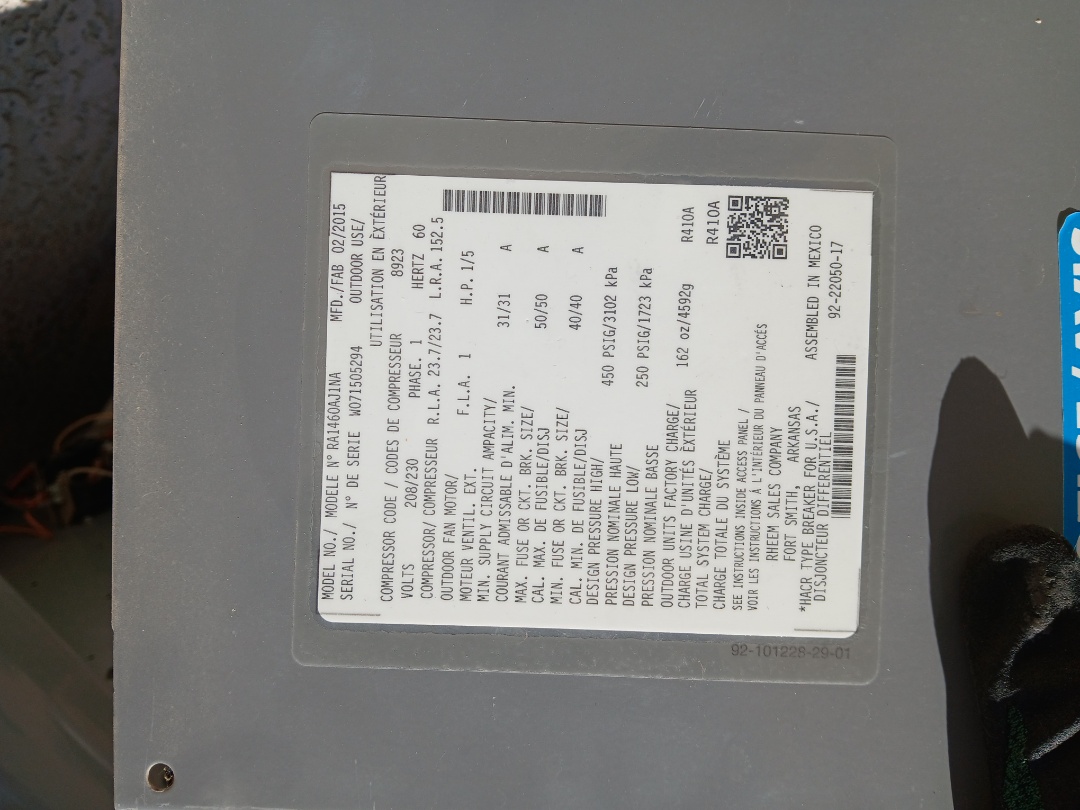 MODEL NO./ MODELE N° RA1460AJ1NA MFD./FAB 02/2015
SERIAL NO./ N° DE SERIE W071505294 OUTDOOR USE/
UTILISATION EN EXTÉRIEUR
COMPRESSOR CODE / CODES DE COMPRESSEUR 8923
VOLTS 208/230 PHASE. 1 HERTZ 60
COMPRESSOR/ COMPRESSEUR R.L.A. 23.7/23.7 L.R.A. 152.5
OUTDOOR FAN MOTOR/
MOTEUR VENTIL. EXT. F.L.A. 1 H.P. 1/5
MIN. SUPPLY CIRCUIT AMPACITY/
COURANT ADMISSABLE D'ALIM. MIN. 31/31 A
MAX. FUSE OR CKT. BRK. SIZE/
CAL. MAX. DE FUSIBLE/DISJ 50/50 A
MIN. FUSE OR CKT. BRK. SIZE/
CAL. MIN. DE FUSIBLE/DISJ 40/40 A
DESIGN PRESSURE HIGH/
PRESSION NOMINALE HAUTE 450 PSIG/3102 kPa
DESIGN PRESSURE LOW/
PRESSION NOMINALE BASSE 250 PSIG/1723 kPa
OUTDOOR UNITS FACTORY CHARGE/
CHARGE USINE D'UNITÉS EXTÉRIEUR 162 oz/4592g R410A
TOTAL SYSTEM CHARGE/
CHARGE TOTALE DU SYSTÈME R410A
SEE INSTRUCTIONS INSIDE ACCESS PANEL /
VOIR LES INSTRUCTIONS À L'INTÉRIEUR DU PANNEAU D'ACCÈS
RHEEM SALES COMPANY
FORT SMITH, ARKANSAS
*HACR TYPE BREAKER FOR U.S.A./ ASSEMBLED IN MEXICO
DISJONCTEUR DIFFÉRENTIEL 92-22050-17
92-101228-29-01